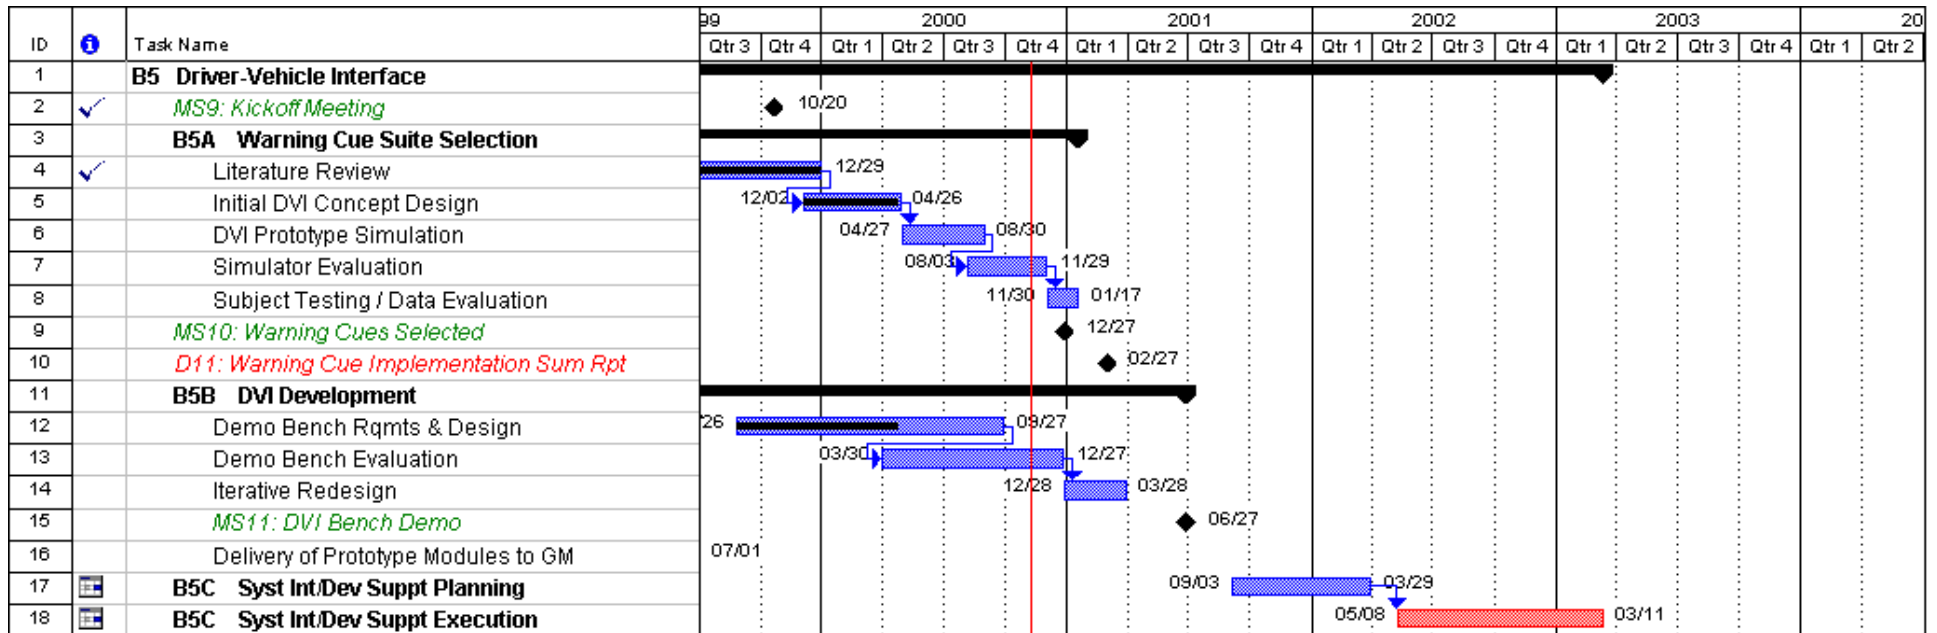 99 2000 2001 2002 2003 20
ID Task Name Qtr 3 Qtr 4 Qtr 1 Qtr 2 Qtr 3 Qtr 4 Qtr 1 Qtr 2 Qtr 3 Qtr 4 Qtr 1 Qtr 2 Qtr 3 Qtr 4 Qtr 1 Qtr 2 Qtr 3 Qtr 4 Qtr 1 Qtr 2
1 B5 Driver-Vehicle Interface
2 MS9: Kickoff Meeting 10/20
3 B5A Warning Cue Suite Selection
4 Literature Review 12/29
5 Initial DVI Concept Design 12/02 04/26
6 DVI Prototype Simulation 04/27 08/30
7 Simulator Evaluation 08/03 11/29
8 Subject Testing / Data Evaluation 11/30 01/17
9 MS10: Warning Cues Selected 12/27
10 D11: Warning Cue Implementation Sum Rpt 02/27
11 B5B DVI Development
12 Demo Bench Rqmts & Design 26 09/27
13 Demo Bench Evaluation 03/30 12/27
14 Iterative Redesign 12/28 03/28
15 MS11: DVI Bench Demo 06/27
16 Delivery of Prototype Modules to GM 07/01
17 B5C Syst Int/Dev Suppt Planning 09/03 03/29
18 B5C Syst Int/Dev Suppt Execution 05/08 03/11